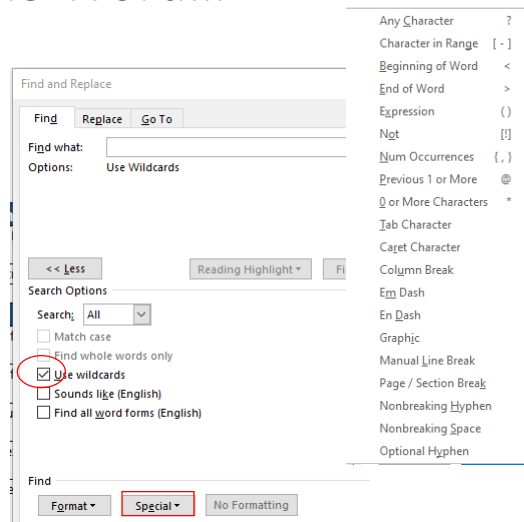 Find and Replace
Find Replace Go To
Find what:
Options: Use Wildcards
<< Less Reading Highlight Fi
Search Options
Search: All
Match case
Find whole words only
Use wildcards
Sounds like (English)
Find all word forms (English)
Find
Format Special No Formatting
Any Character ?
Character in Range [ - ]
Beginning of Word <
End of Word >
Expression ( )
Not [!]
Num Occurrences { , }
Previous 1 or More @
0 or More Characters *
Tab Character
Caret Character
Column Break
Em Dash
En Dash
Graphic
Manual Line Break
Page / Section Break
Nonbreaking Hyphen
Nonbreaking Space
Optional Hyphen